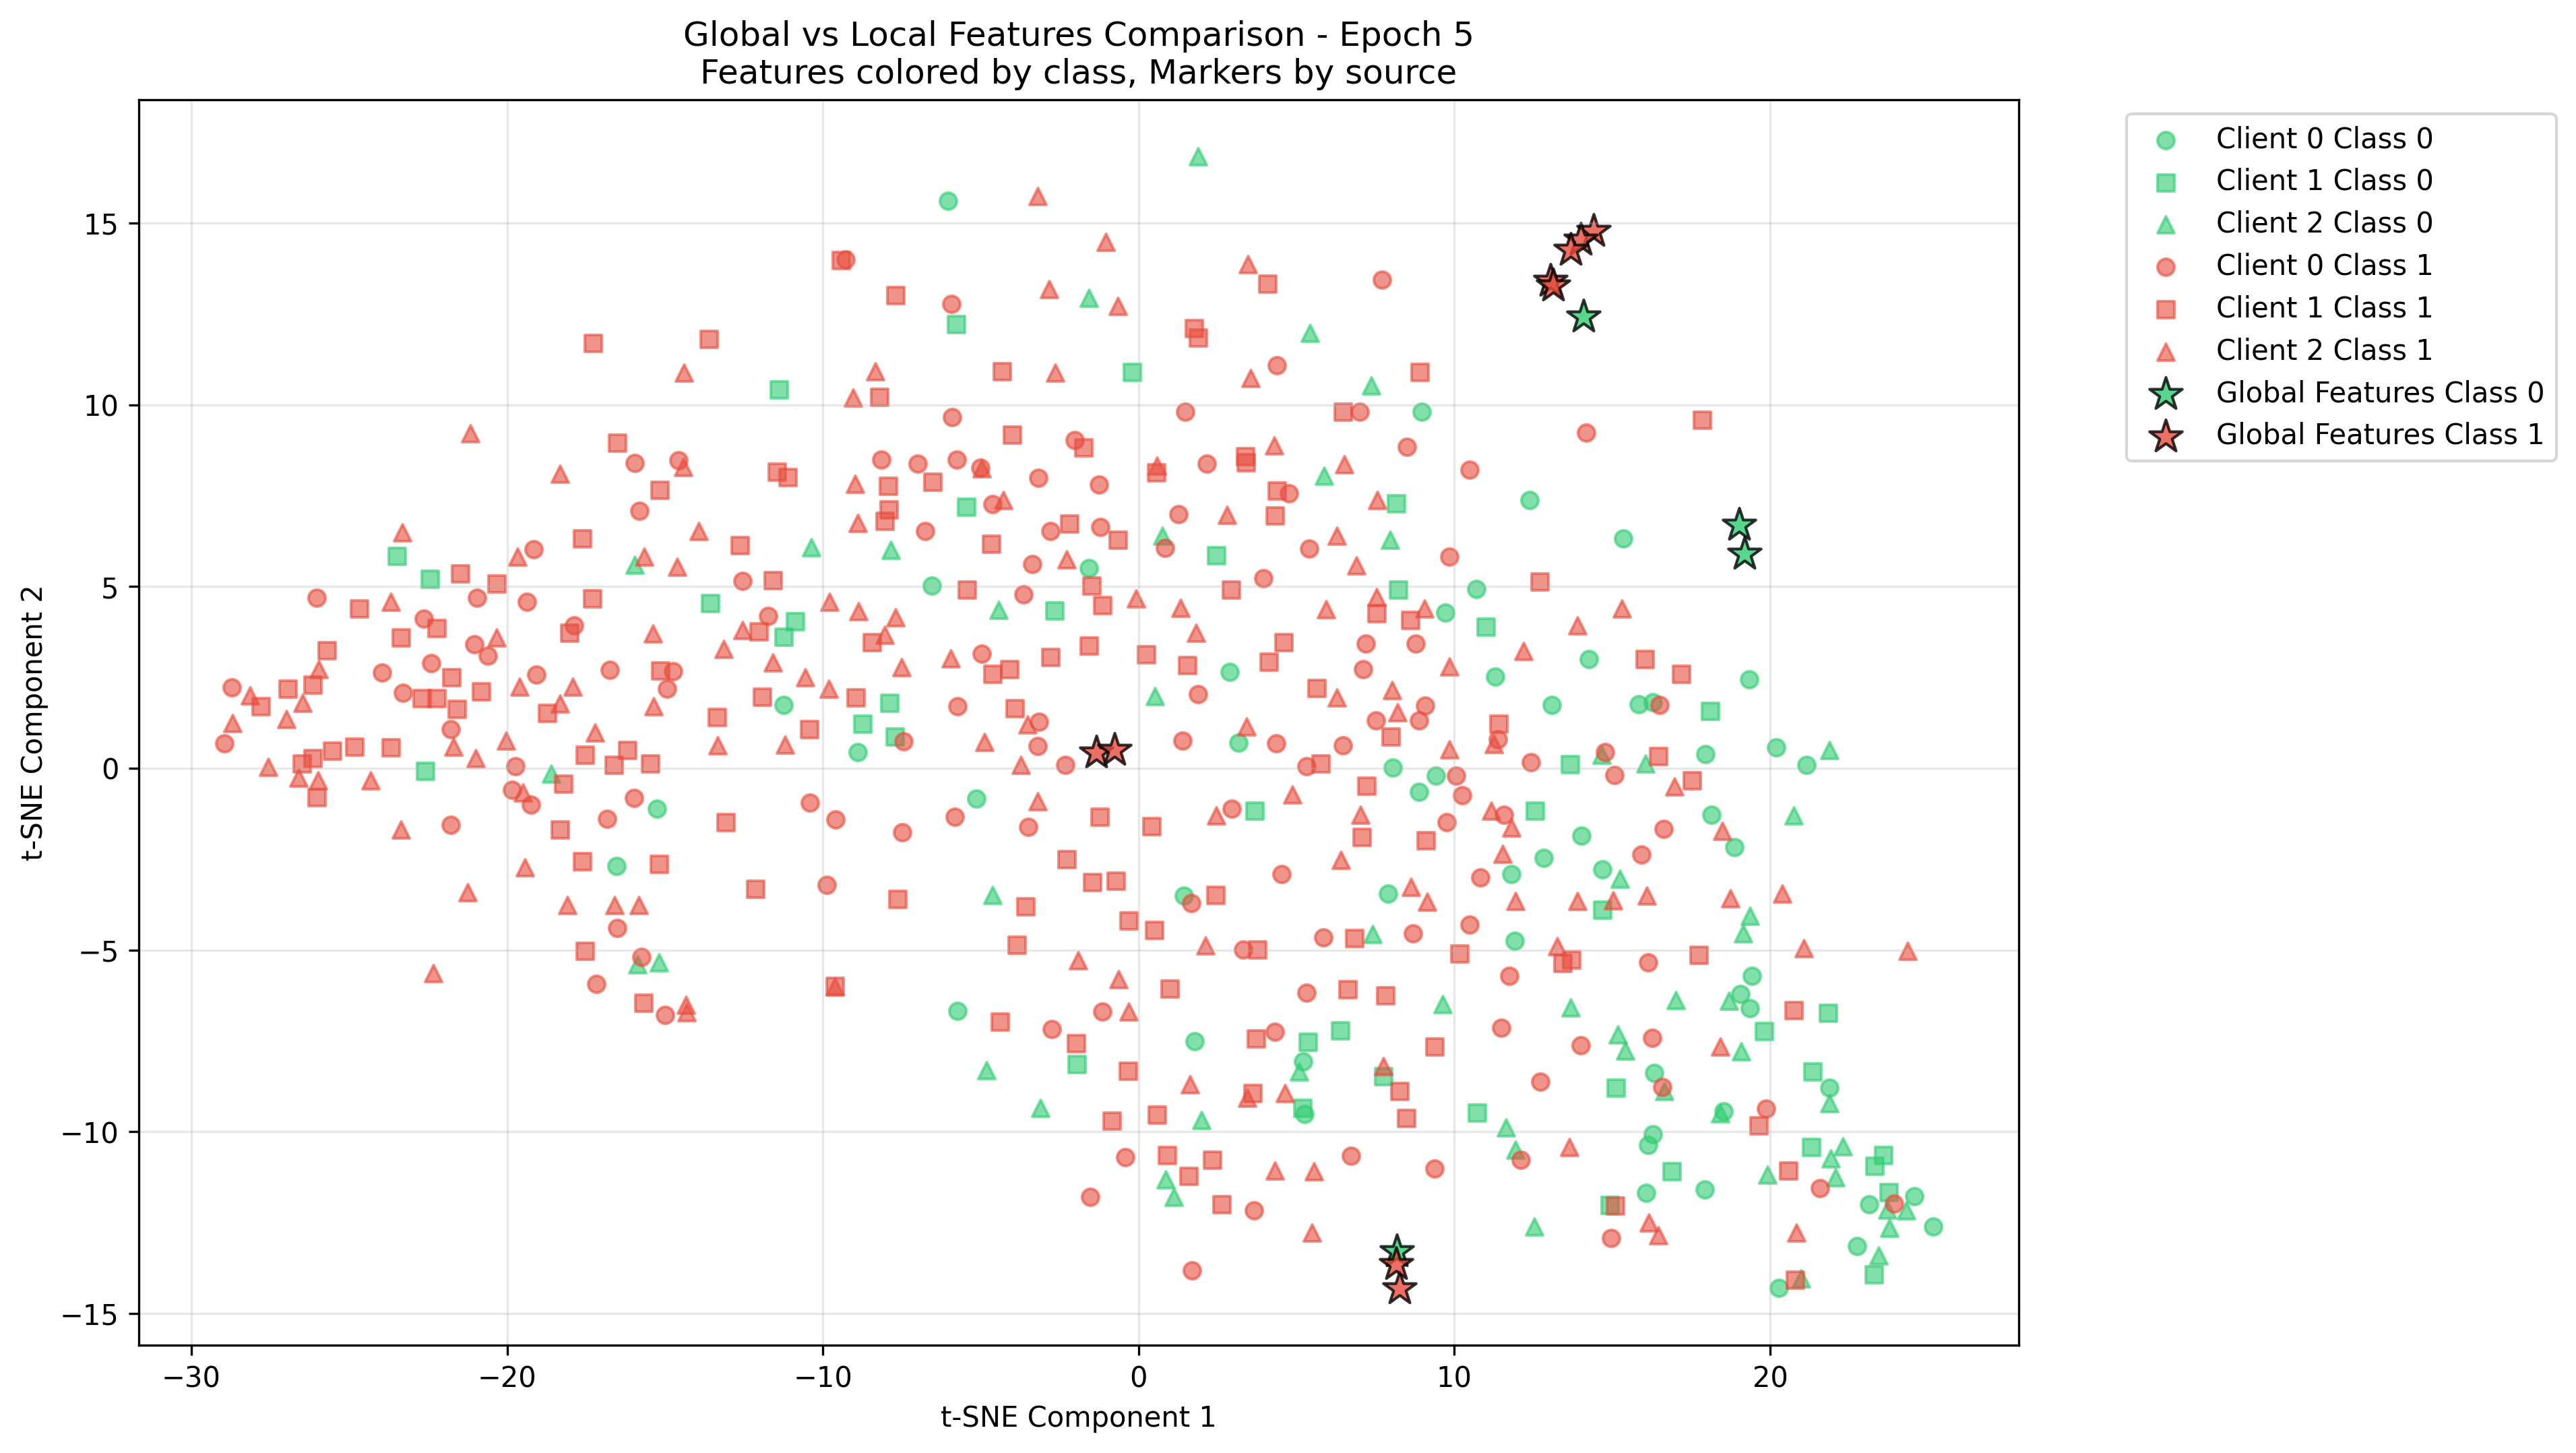 Global vs Local Features Comparison - Epoch 5
Features colored by class, Markers by source
Client 0 Class 0
Client 1 Class 0
Client 2 Class 0
Client 0 Class 1
Client 1 Class 1
Client 2 Class 1
Global Features Class 0
Global Features Class 1
t-SNE Component 2
15
10
5
0
−5
−10
−15
−30
−20
−10
0
10
20
t-SNE Component 1